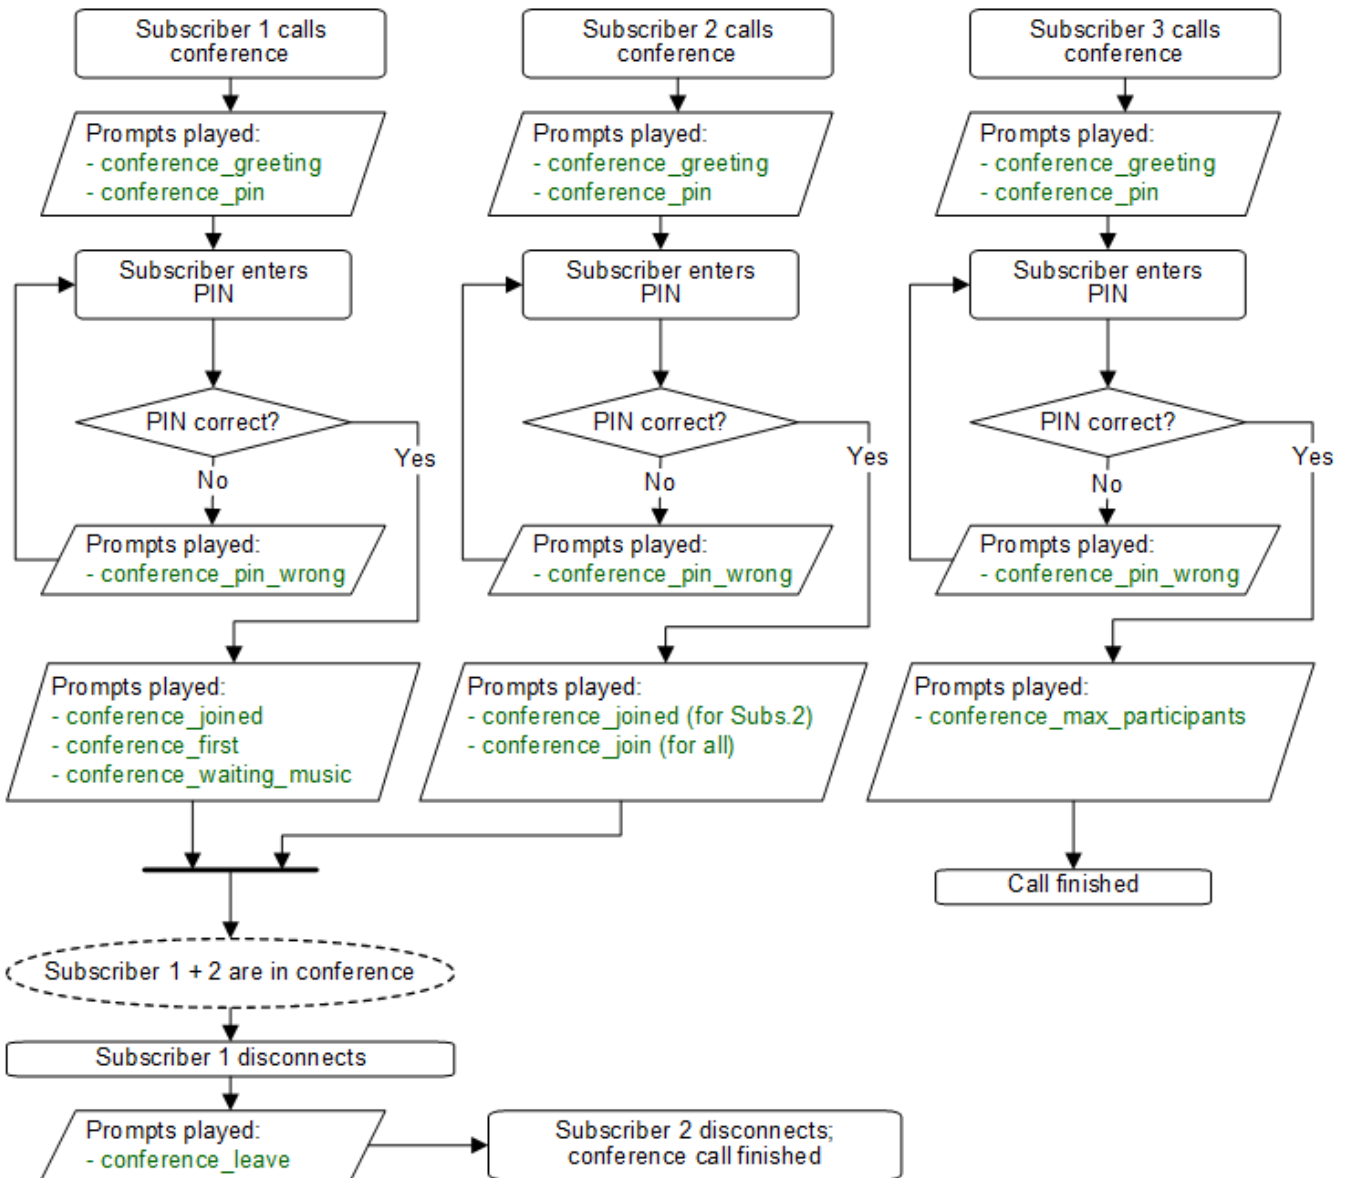 Subscriber 1 calls
conference
Prompts played:
- conference_greeting
- conference_pin
Subscriber enters
PIN
PIN correct?
Yes
No
Prompts played:
- conference_pin_wrong
Prompts played:
- conference_joined
- conference_first
- conference_waiting_music
Subscriber 2 calls
conference
Prompts played:
- conference_greeting
- conference_pin
Subscriber enters
PIN
PIN correct?
Yes
No
Prompts played:
- conference_pin_wrong
Prompts played:
- conference_joined (for Subs.2)
- conference_join (for all)
Subscriber 3 calls
conference
Prompts played:
- conference_greeting
- conference_pin
Subscriber enters
PIN
PIN correct?
Yes
No
Prompts played:
- conference_pin_wrong
Prompts played:
- conference_max_participants
Call finished
Subscriber 1 + 2 are in conference
Subscriber 1 disconnects
Prompts played:
- conference_leave
Subscriber 2 disconnects;
conference call finished